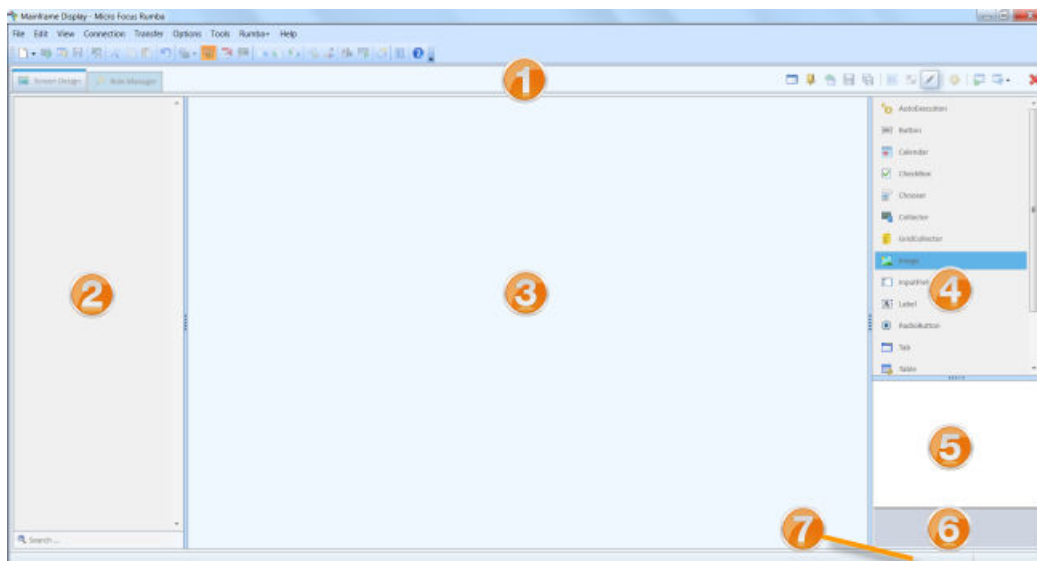 Mainframe Display - Micro Focus Rumba
File Edit View Connection Transfer Options Tools Rumba+ Help
Screen Design Rule Manager
1
AutoExecution
Button
Calendar
CheckBox
Chooser
Collector
GridCollector
Image
2
3
4
Label
RadioButton
Tab
Table
5
6
7
Search ...